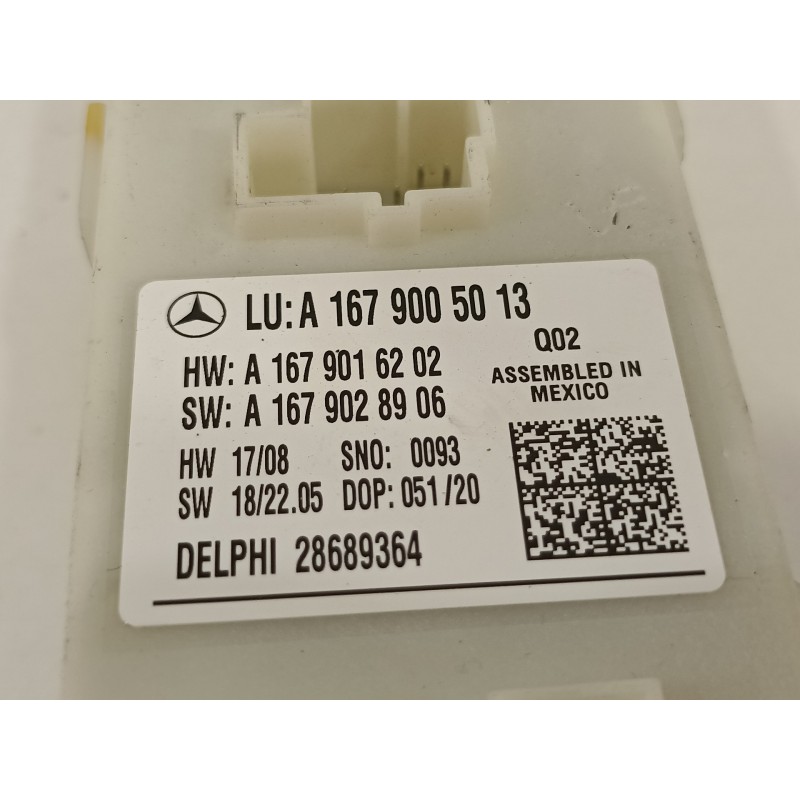 LU: A 167 900 50 13
Q02
HW: A 167 901 62 02
ASSEMBLED IN
MEXICO
SW: A 167 902 89 06
HW 17/08 SNO: 0093
SW 18/22.05 DOP: 051/20
DELPHI 28689364